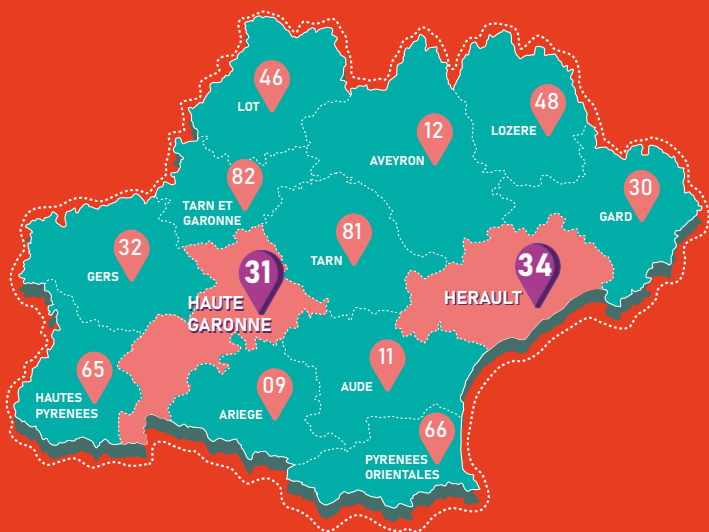 46
LOT
48
LOZERE
12
AVEYRON
82
TARN ET
GARONNE
30
GARD
81
TARN
32
GERS
31
HAUTE
GARONNE
34
HERAULT
65
HAUTES
PYRENEES
09
ARIEGE
11
AUDE
66
PYRENEES
ORIENTALES